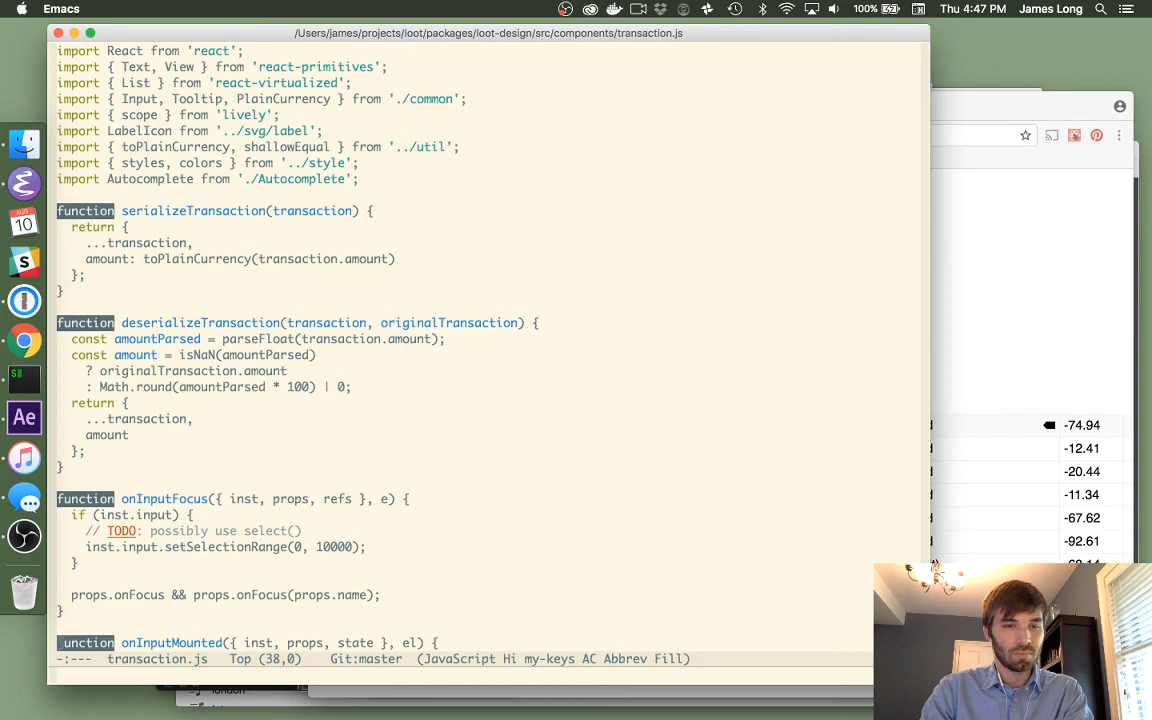 Emacs
100%
Thu 4:47 PM
James Long
/Users/james/projects/loot/packages/loot-design/src/components/transaction.js
import React from 'react';
import { Text, View } from 'react-primitives';
import { List } from 'react-virtualized';
import { Input, Tooltip, PlainCurrency } from './common';
import { scope } from 'lively';
import LabelIcon from '../svg/label';
import { toPlainCurrency, shallowEqual } from '../util';
import { styles, colors } from '../style';
import Autocomplete from './Autocomplete';
function serializeTransaction(transaction) {
return {
...transaction,
amount: toPlainCurrency(transaction.amount)
};
}
function deserializeTransaction(transaction, originalTransaction) {
const amountParsed = parseFloat(transaction.amount);
const amount = isNaN(amountParsed)
? originalTransaction.amount
: Math.round(amountParsed * 100) | 0;
return {
...transaction,
amount
};
}
function onInputFocus({ inst, props, refs }, e) {
if (inst.input) {
// TODO: possibly use select()
inst.input.setSelectionRange(0, 10000);
}
props.onFocus && props.onFocus(props.name);
}
unction onInputMounted({ inst, props, state }, el) {
-:--- transaction.js Top (38,0) Git:master (JavaScript Hi my-keys AC Abbrev Fill)
AUG
10
S
$
Ae
d
-74.94
d
-12.41
d
-20.44
d
-11.34
d
-67.62
d
-92.61
london